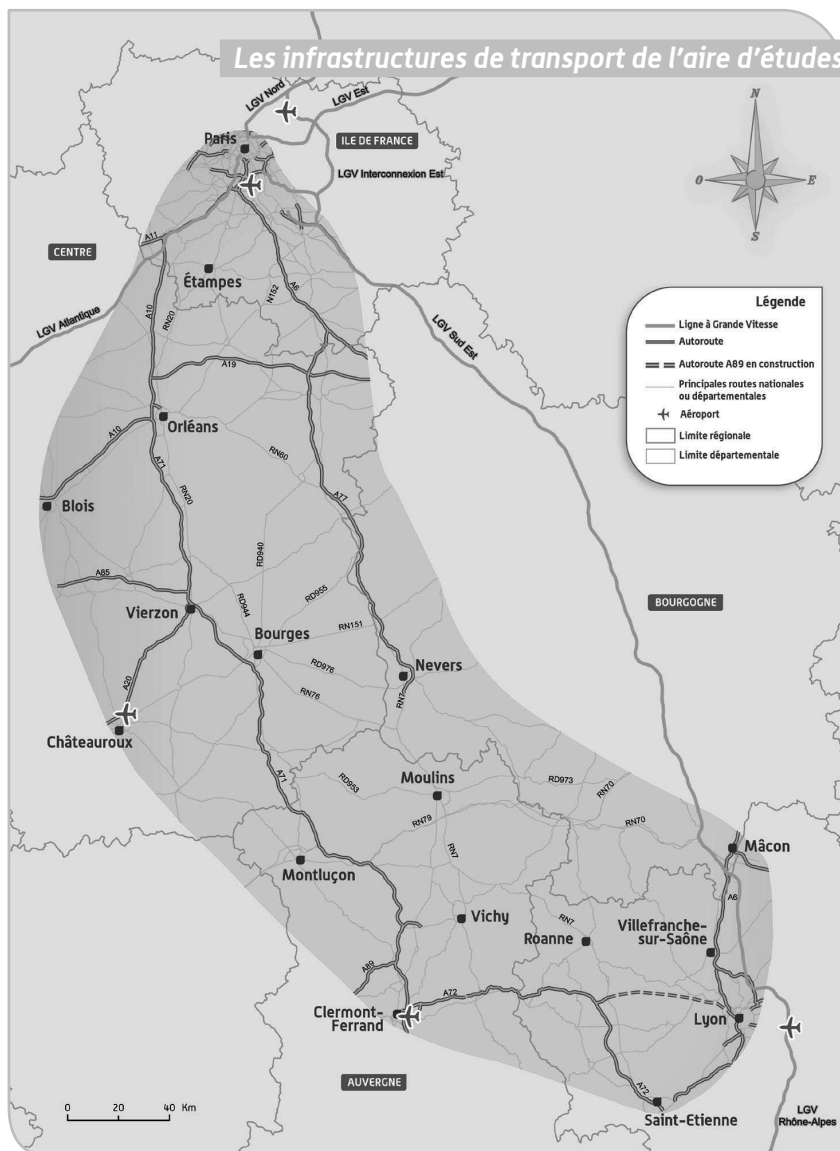 Les infrastructures de transport de l'aire d'études
LGV Nord
LGV Est
Paris
ILE DE FRANCE
LGV Interconnexion Est
N
O
E
S
A11
CENTRE
Étampes
A10
RN20
N152
A6
LGV Atlantique
LGV Sud Est
Légende
Ligne à Grande Vitesse
Autoroute
Autoroute A89 en construction
Principales routes nationales
ou départementales
Aéroport
Limite régionale
Limite départementale
A19
Orléans
A10
A71
RN20
RN60
A77
Blois
A85
RD940
RD955
RD944
Vierzon
BOURGOGNE
Bourges
RN151
RD976
RN76
Nevers
RN7
A20
Châteauroux
A71
Moulins
RD953
RD973
RN70
RN79
RN70
RN7
Mâcon
Montluçon
A6
Vichy
RN7
Roanne
Villefranche-
sur-Saône
A89
A72
Clermont-
Ferrand
Lyon
AUVERGNE
A72
Saint-Etienne
LGV
Rhône-Alpes
0 20 40 Km